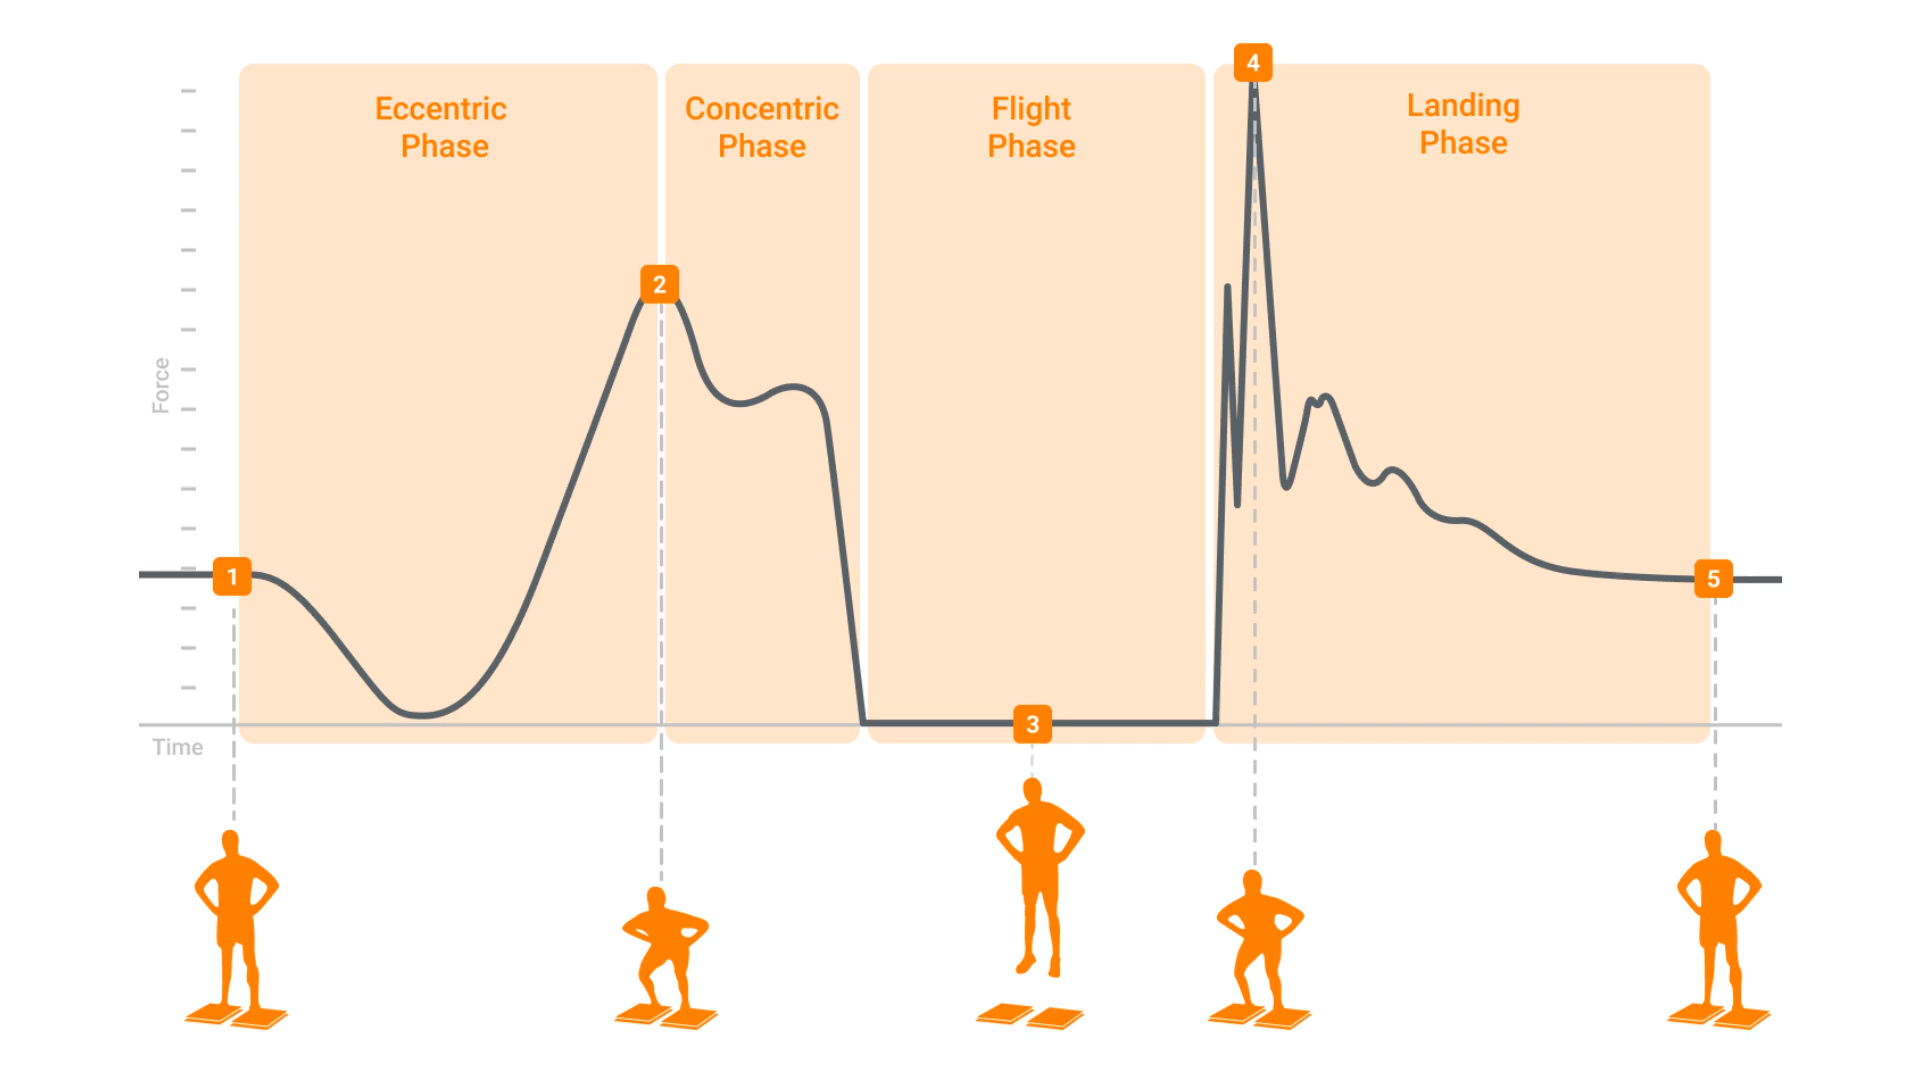 Eccentric
Phase
Concentric
Phase
Flight
Phase
Landing
Phase
4
2
Force
1
5
3
Time